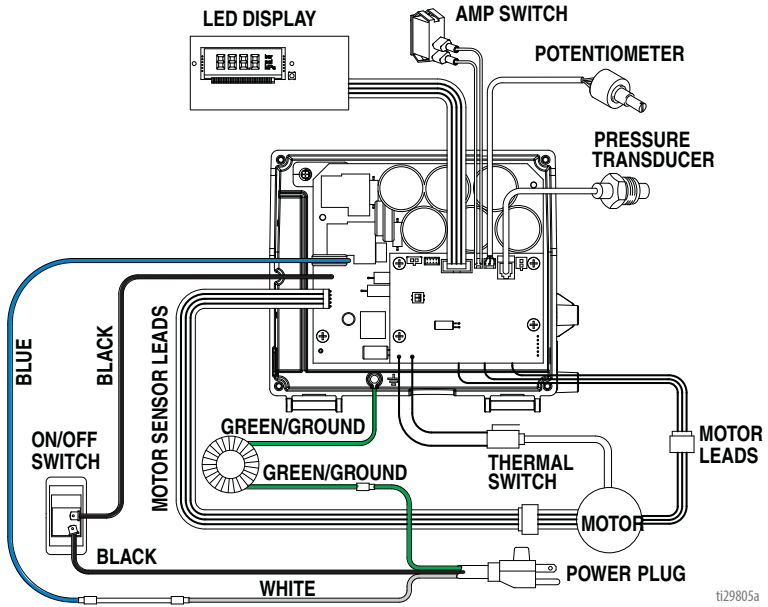 LED DISPLAY
AMP SWITCH
POTENTIOMETER
PRESSURE
TRANSDUCER
BLUE
BLACK
MOTOR SENSOR LEADS
GREEN/GROUND
ON/OFF
SWITCH
GREEN/GROUND
THERMAL
SWITCH
MOTOR
LEADS
MOTOR
BLACK
POWER PLUG
WHITE
ti29805a